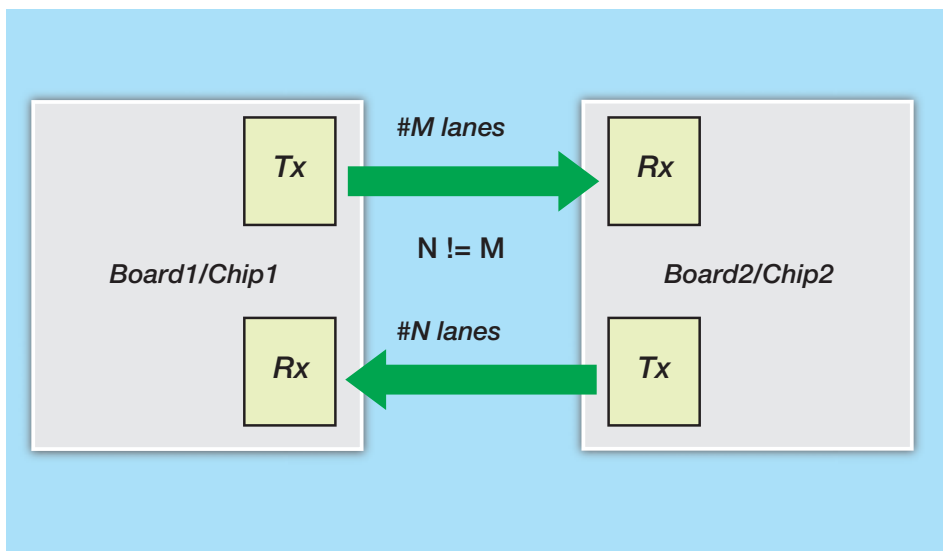 #M lanes
Tx
Rx
N != M
Board1/Chip1
Board2/Chip2
#N lanes
Rx
Tx